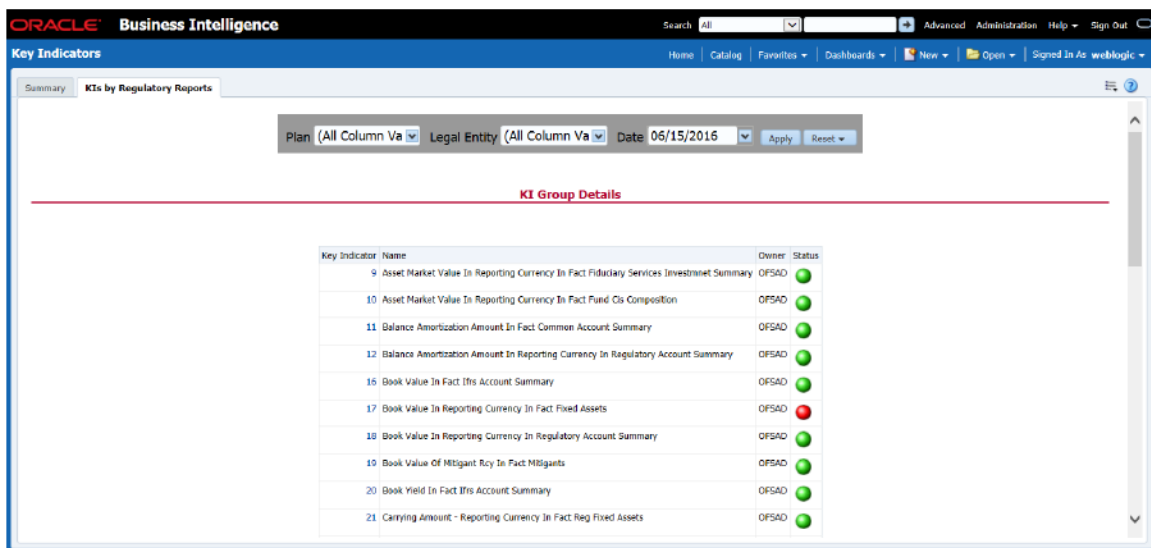 ORACLE Business Intelligence Search All Advanced Administration Help Sign Out
Key Indicators Home Catalog Favorites Dashboards New Open Signed In As weblogic
Summary KIs by Regulatory Reports
Plan (All Column Va Legal Entity (All Column Va Date 06/15/2016 Apply Reset
KI Group Details
Key Indicator Name Owner Status
9 Asset Market Value In Reporting Currency In Fact Fiduciary Services Investmnet Summary OFSAD
10 Asset Market Value In Reporting Currency In Fact Fund Cis Composition OFSAD
11 Balance Amortization Amount In Fact Common Account Summary OFSAD
12 Balance Amortization Amount In Reporting Currency In Regulatory Account Summary OFSAD
16 Book Value In Fact Ifrs Account Summary OFSAD
17 Book Value In Reporting Currency In Fact Fixed Assets OFSAD
18 Book Value In Reporting Currency In Regulatory Account Summary OFSAD
19 Book Value Of Mitigant Rcy In Fact Mitigants OFSAD
20 Book Yield In Fact Ifrs Account Summary OFSAD
21 Carrying Amount - Reporting Currency In Fact Reg Fixed Assets OFSAD